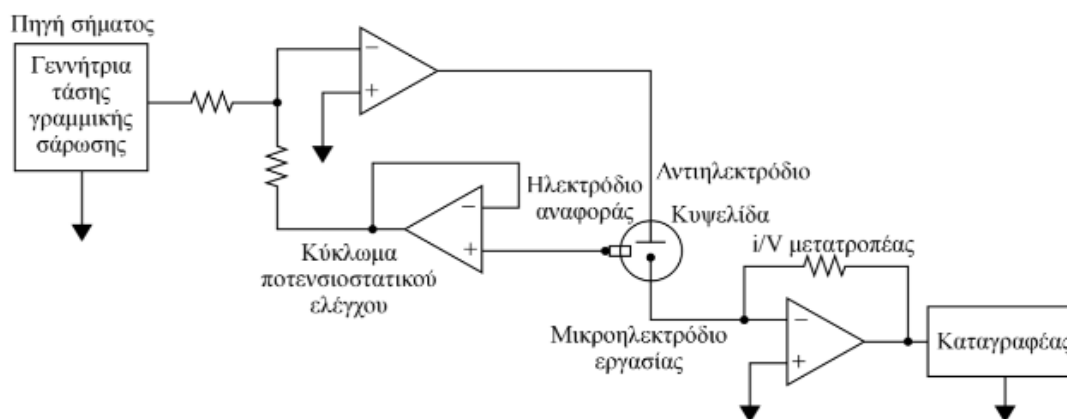 Πηγή σήματος
Γεννήτρια
τάσης
γραμμικής
σάρωσης
−
+
−
+
Ηλεκτρόδιο
αναφοράς
Αντιηλεκτρόδιο
Κυψελίδα
i/V μετατροπέας
Κύκλωμα
ποτενσιοστατικού
ελέγχου
Μικροηλεκτρόδιο
εργασίας
−
+
Καταγραφέας